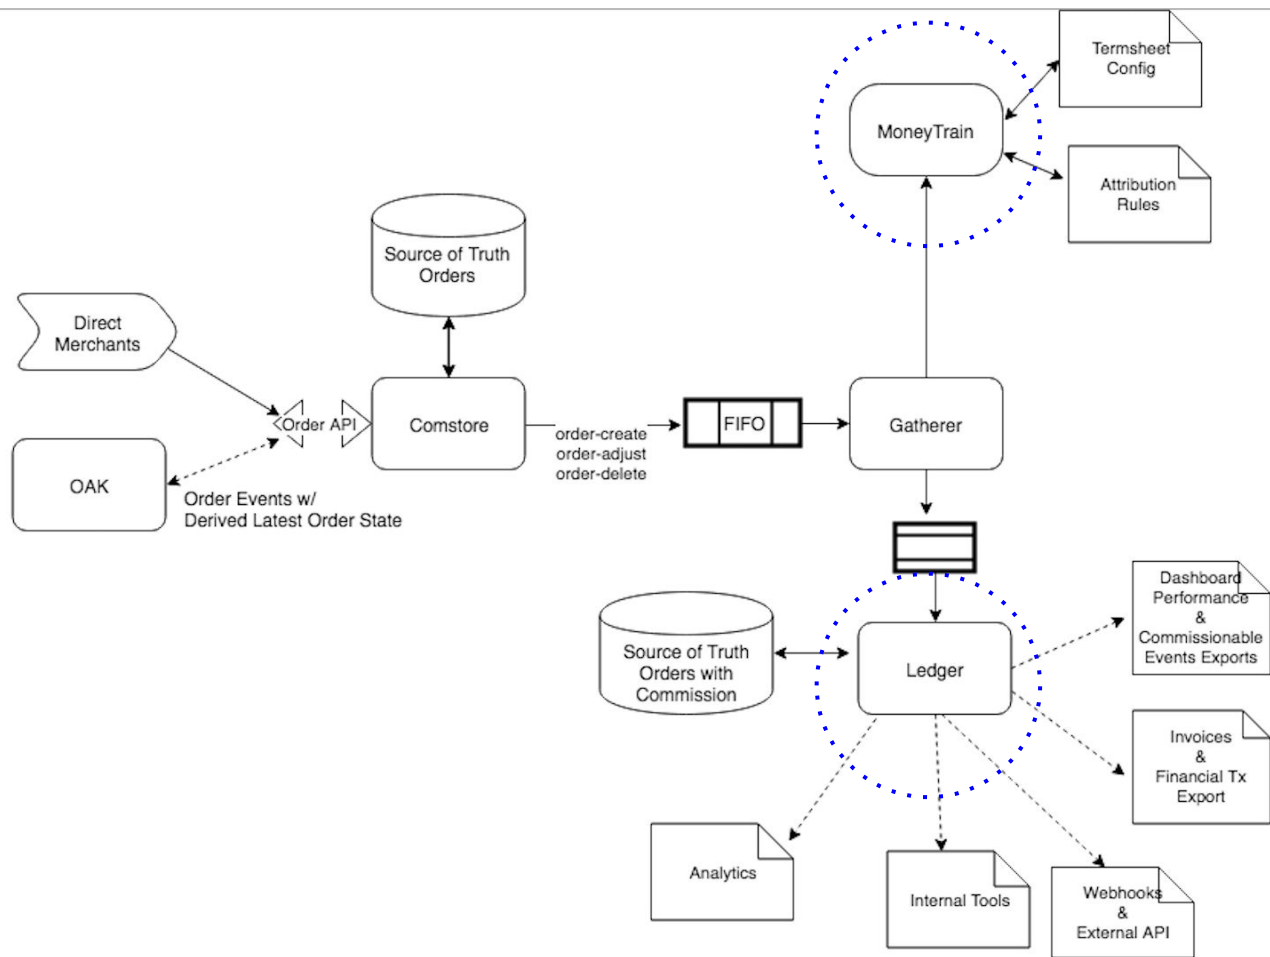 Termsheet
Config
MoneyTrain
Attribution
Rules
Source of Truth
Orders
Direct
Merchants
Order API
Comstore
order-create
order-adjust
order-delete
FIFO
Gatherer
OAK
Order Events w/
Derived Latest Order State
Dashboard
Performance
&
Commissionable
Events Exports
Source of Truth
Orders with
Commission
Ledger
Invoices
&
Financial Tx
Export
Analytics
Internal Tools
Webhooks
&
External API